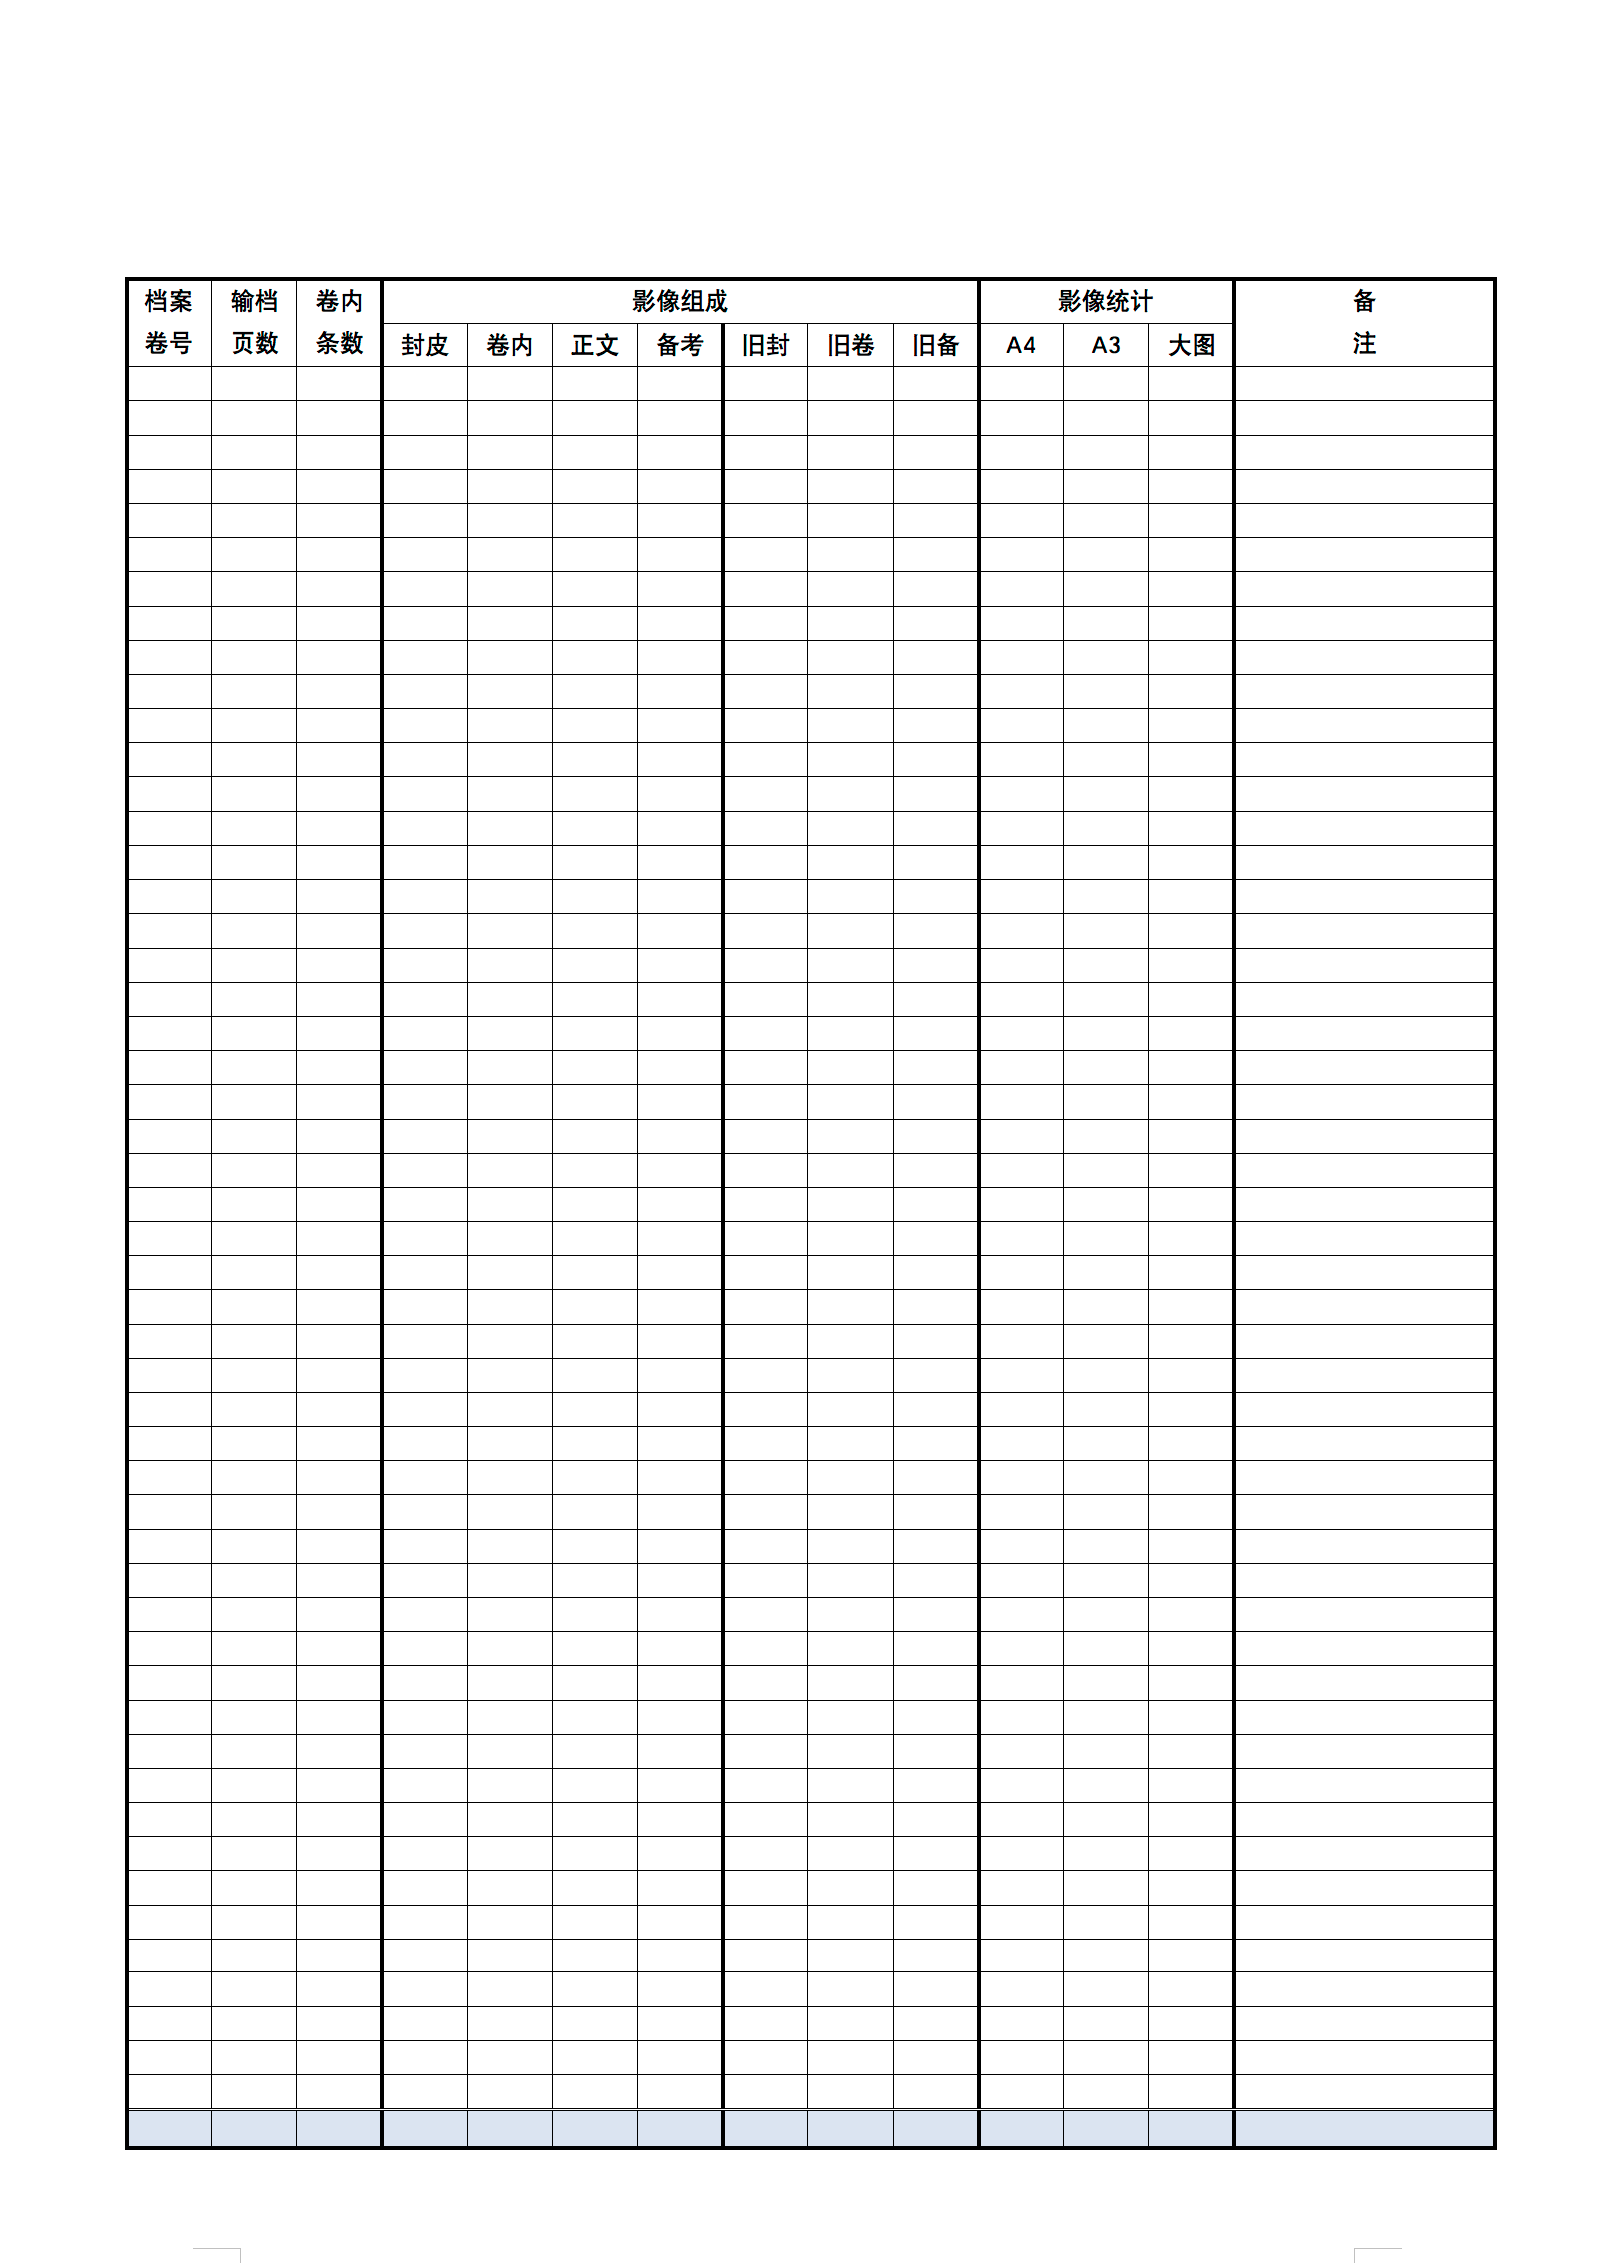 档案 输档 卷内 影像组成 影像统计 备
卷号 页数 条数 封皮 卷内 正文 备考 旧封 旧卷 旧备 A4 A3 大图 注